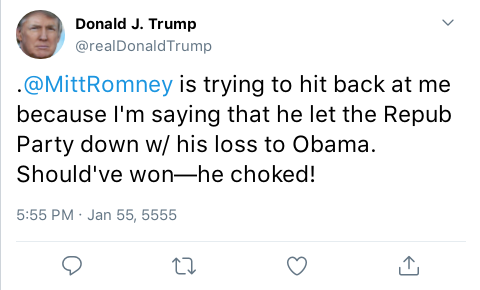 Donald J. Trump
@realDonaldTrump
.@MittRomney is trying to hit back at me
because I'm saying that he let the Repub
Party down w/ his loss to Obama.
Should've won—he choked!
5:55 PM · Jan 55, 5555